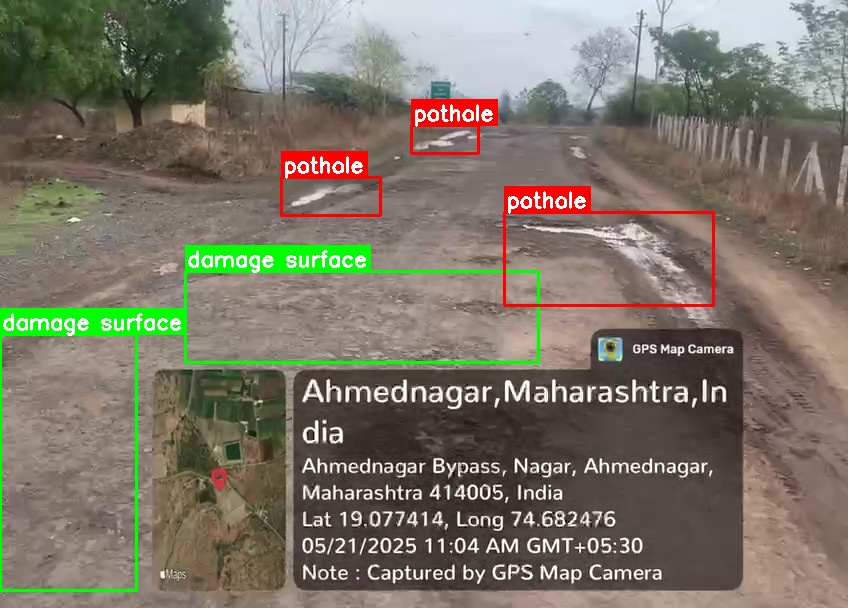 pothole
pothole
pothole
damage surface
damage surface
GPS Map Camera
Ahmednagar,Maharashtra,In
dia
Ahmednagar Bypass, Nagar, Ahmednagar,
Maharashtra 414005, India
Lat 19.077414, Long 74.682476
05/21/2025 11:04 AM GMT+05:30
Note : Captured by GPS Map Camera
Maps